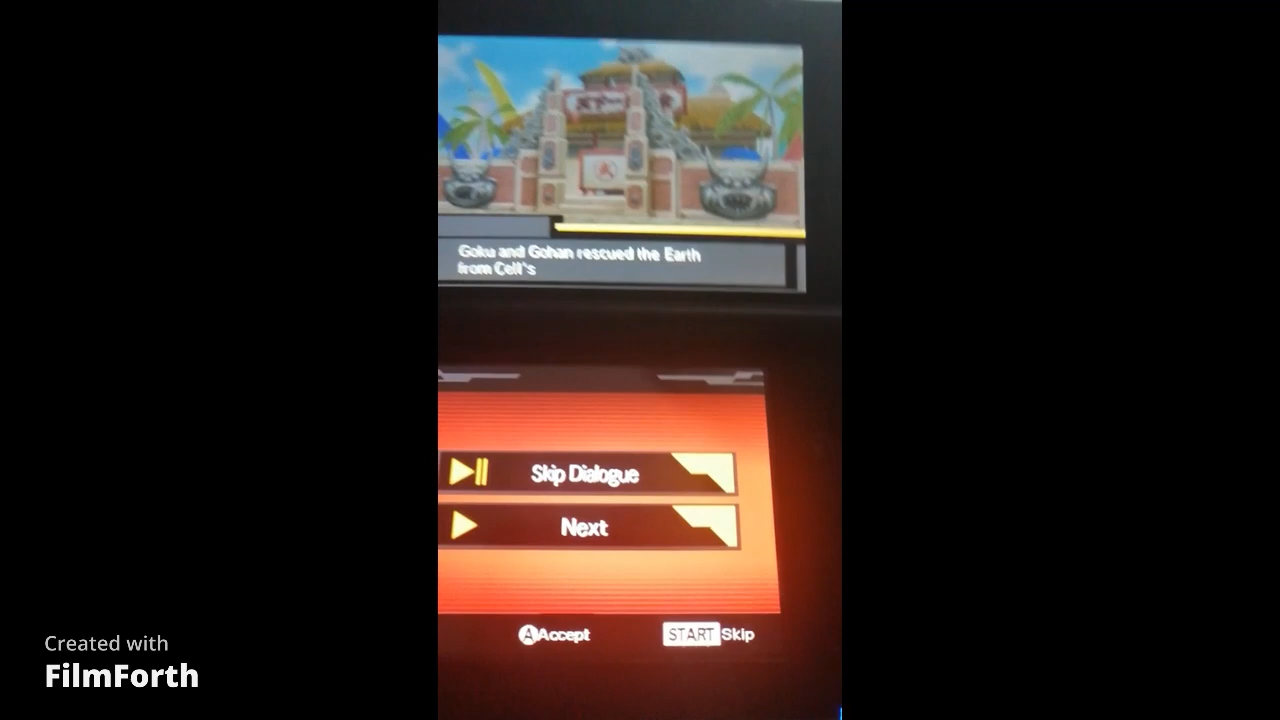 Goku and Gohan rescued the Earth
from Cell's
Skip Dialogue
Next
A Accept
START Skip
Created with
FilmForth